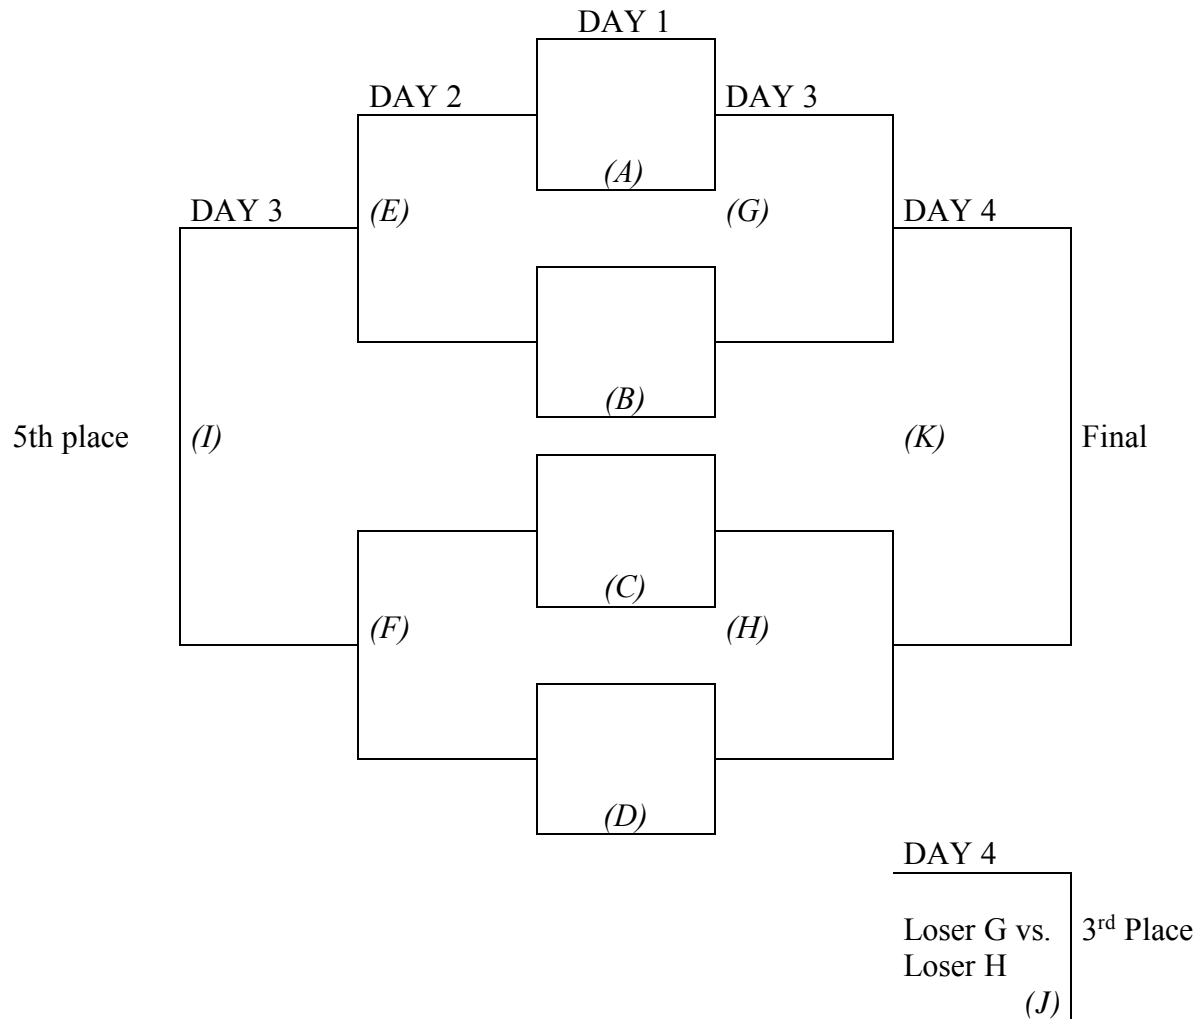 DAY 1
DAY 2
DAY 3
(A)
DAY 3
(E)
(G)
DAY 4
(B)
5th place
(I)
(K)
Final
(C)
(F)
(H)
(D)
DAY 4
Loser G vs.
Loser H
3rd Place
(J)